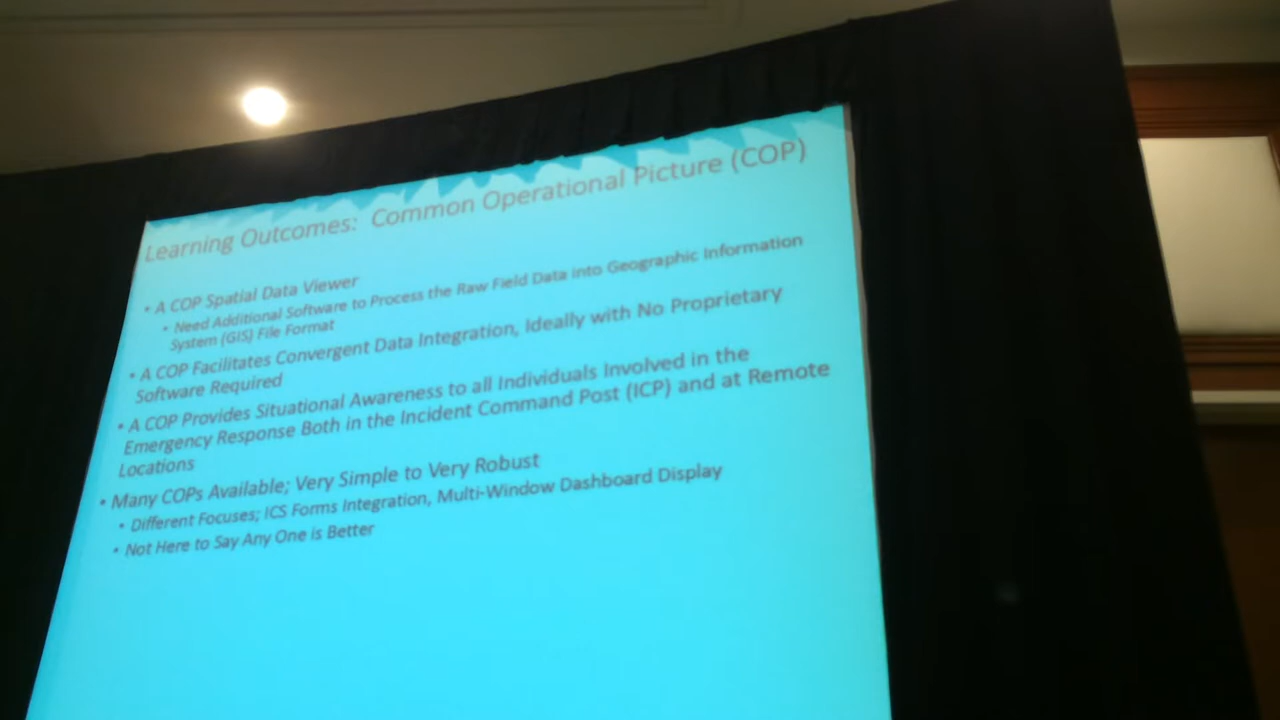 Learning Outcomes: Common Operational Picture (COP)
• A COP Spatial Data Viewer
• Need Additional Software to Process the Raw Field Data into Geographic Information
System (GIS) File Format
• A COP Facilitates Convergent Data Integration, Ideally with No Proprietary
Software Required
• A COP Provides Situational Awareness to all Individuals Involved in the
Emergency Response Both in the Incident Command Post (ICP) and at Remote
Locations
• Many COPs Available; Very Simple to Very Robust
• Different Focuses; ICS Forms Integration, Multi-Window Dashboard Display
• Not Here to Say Any One is Better